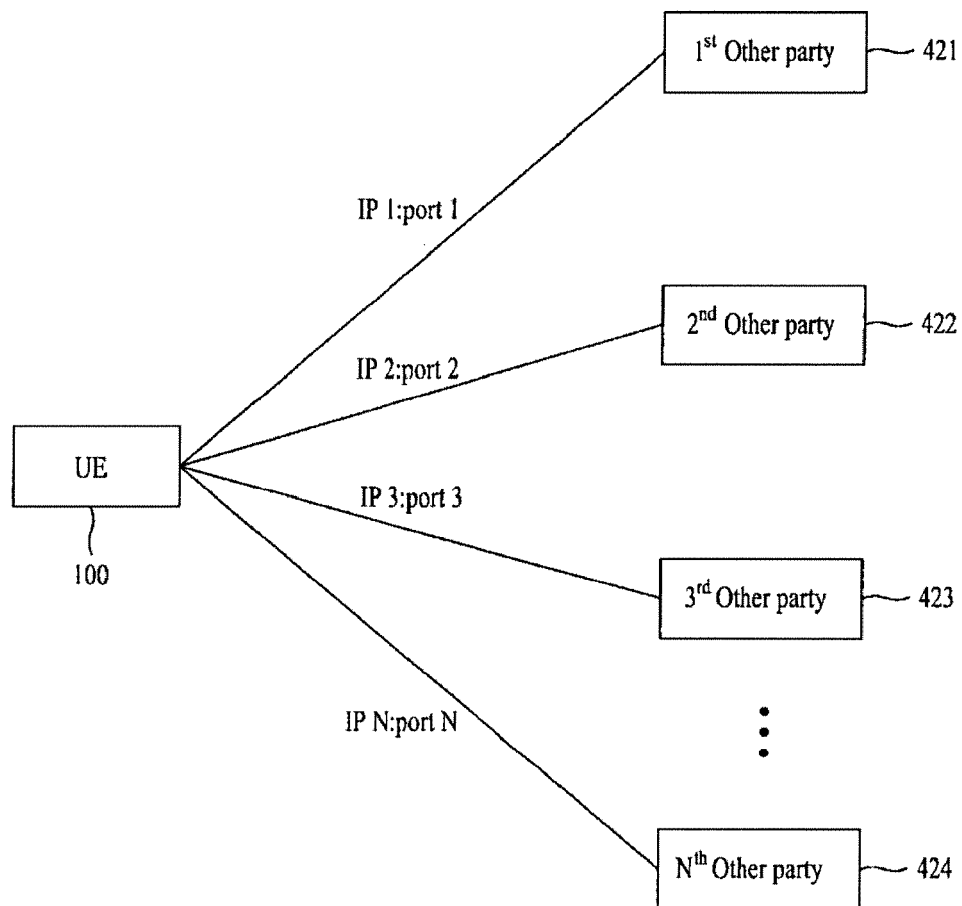 1st Other party
421
IP 1:port 1
2nd Other party
422
IP 2:port 2
UE
100
IP 3:port 3
3rd Other party
423
IP N:port N
Nth Other party
424